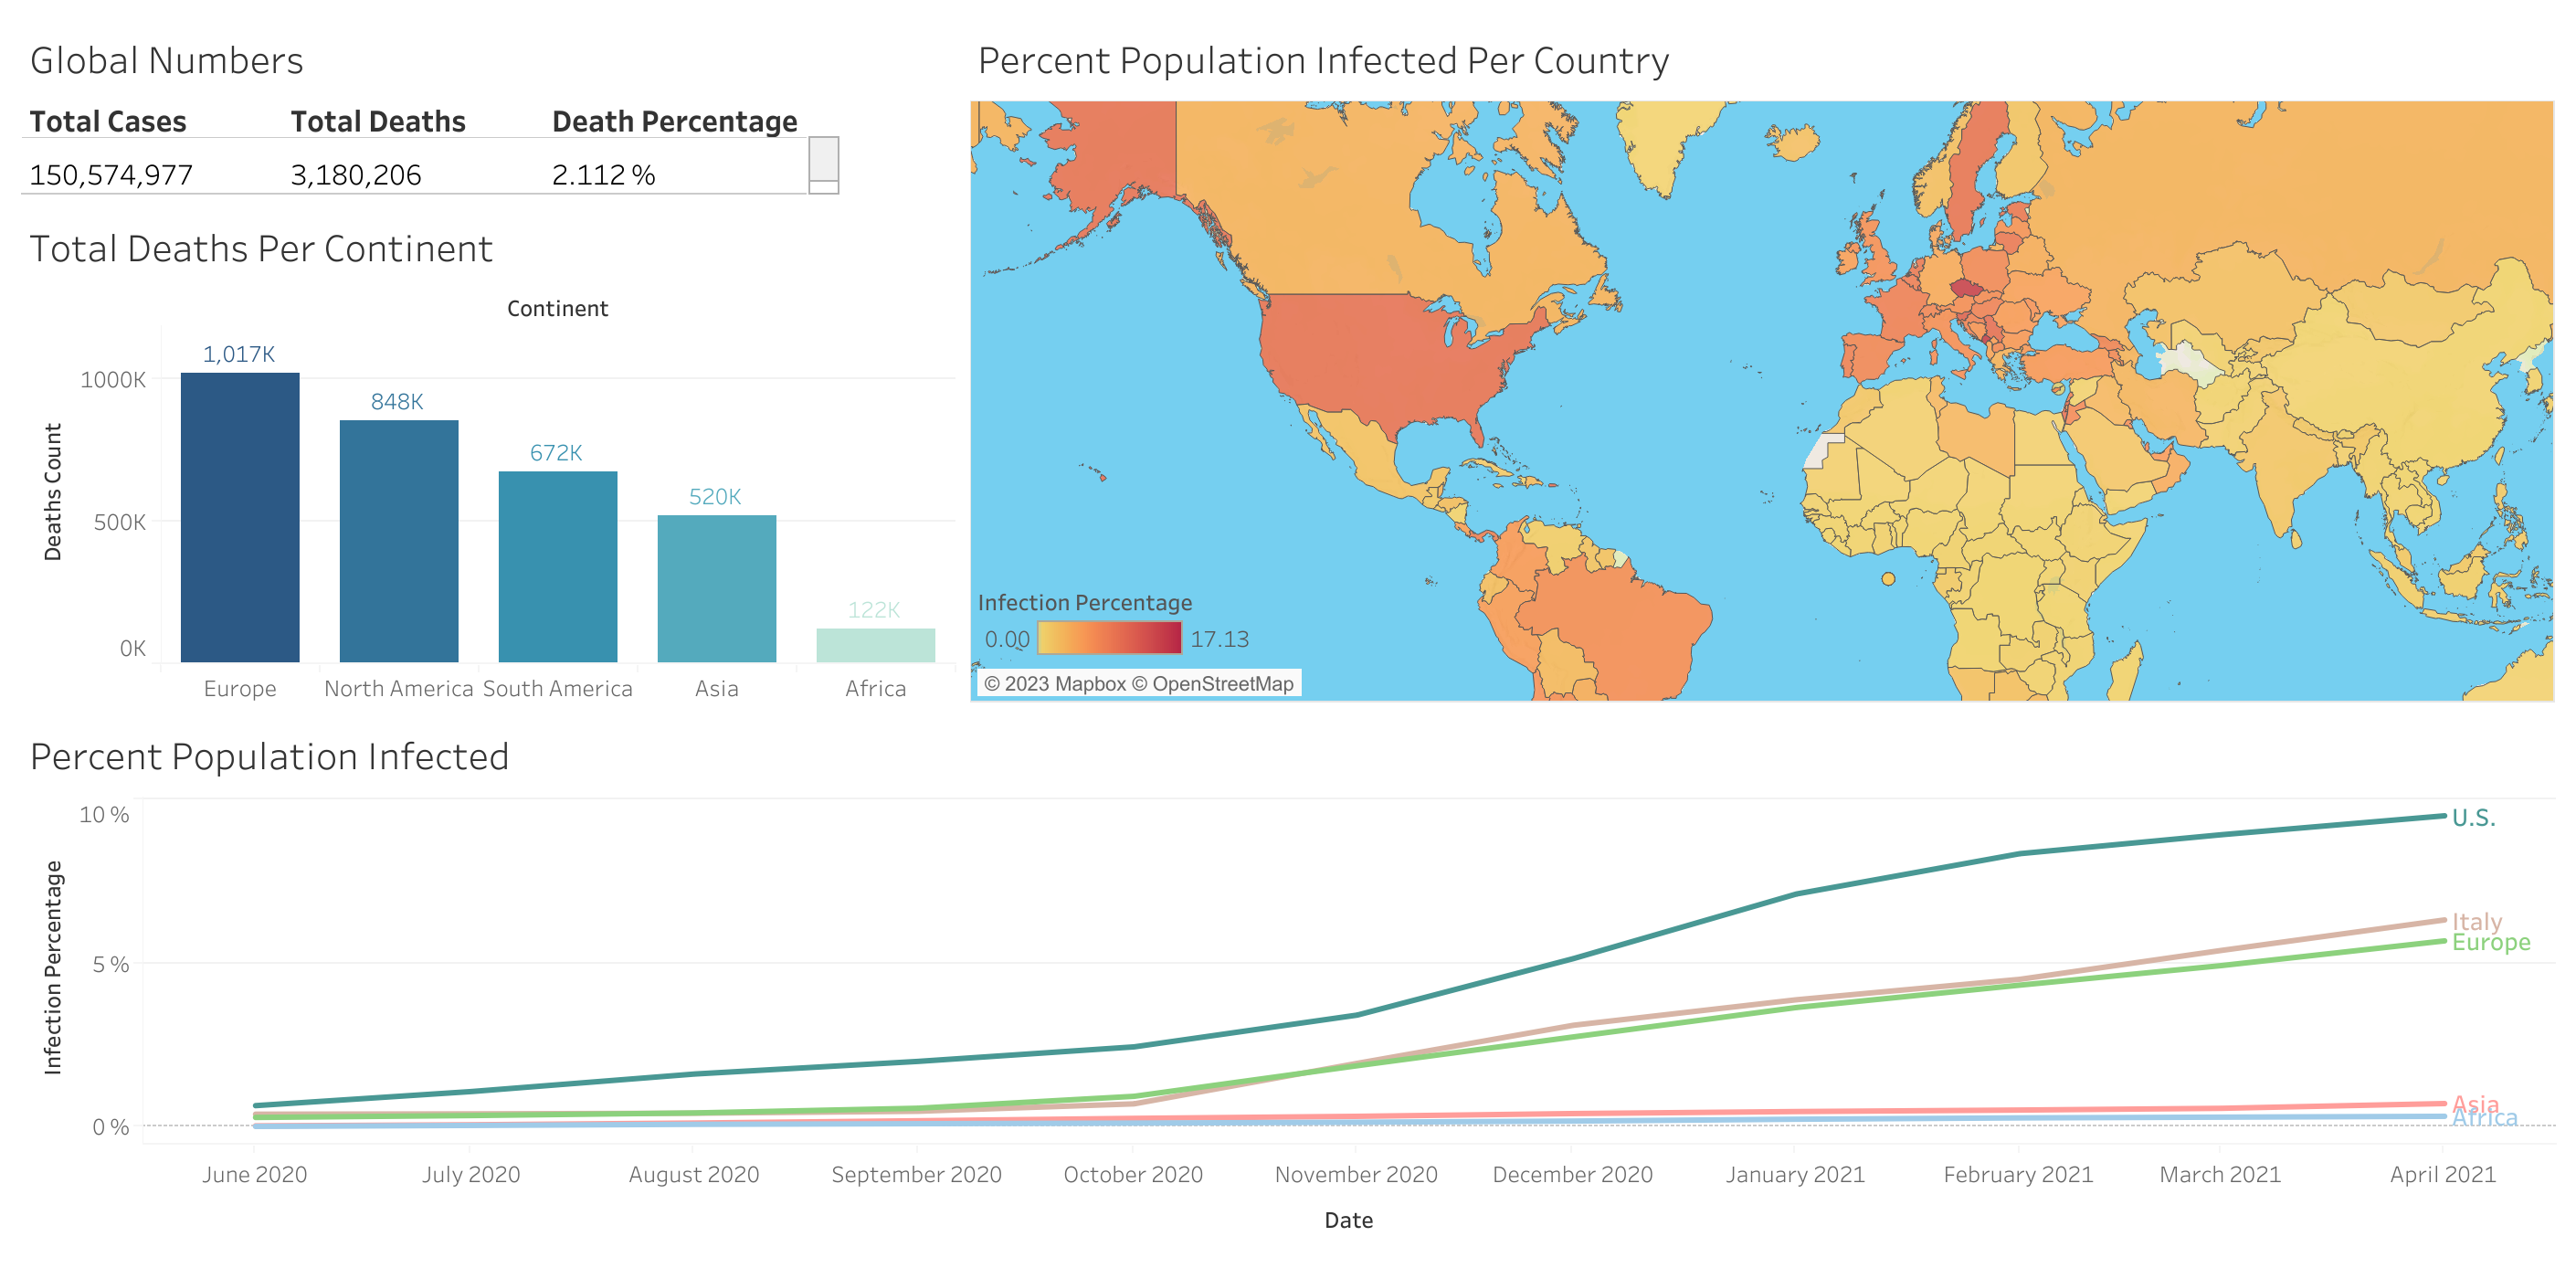 Global Numbers
Total Cases Total Deaths Death Percentage
150,574,977 3,180,206 2.112 %
Total Deaths Per Continent
Continent
Deaths Count
1000K
500K
0K
1,017K
848K
672K
520K
122K
Europe North America South America Asia Africa
Percent Population Infected Per Country
Infection Percentage
0.00 17.13
© 2023 Mapbox © OpenStreetMap
Percent Population Infected
Infection Percentage
10 %
5 %
0 %
U.S.
Italy
Europe
Asia
Africa
June 2020 July 2020 August 2020 September 2020 October 2020 November 2020 December 2020 January 2021 February 2021 March 2021 April 2021
Date